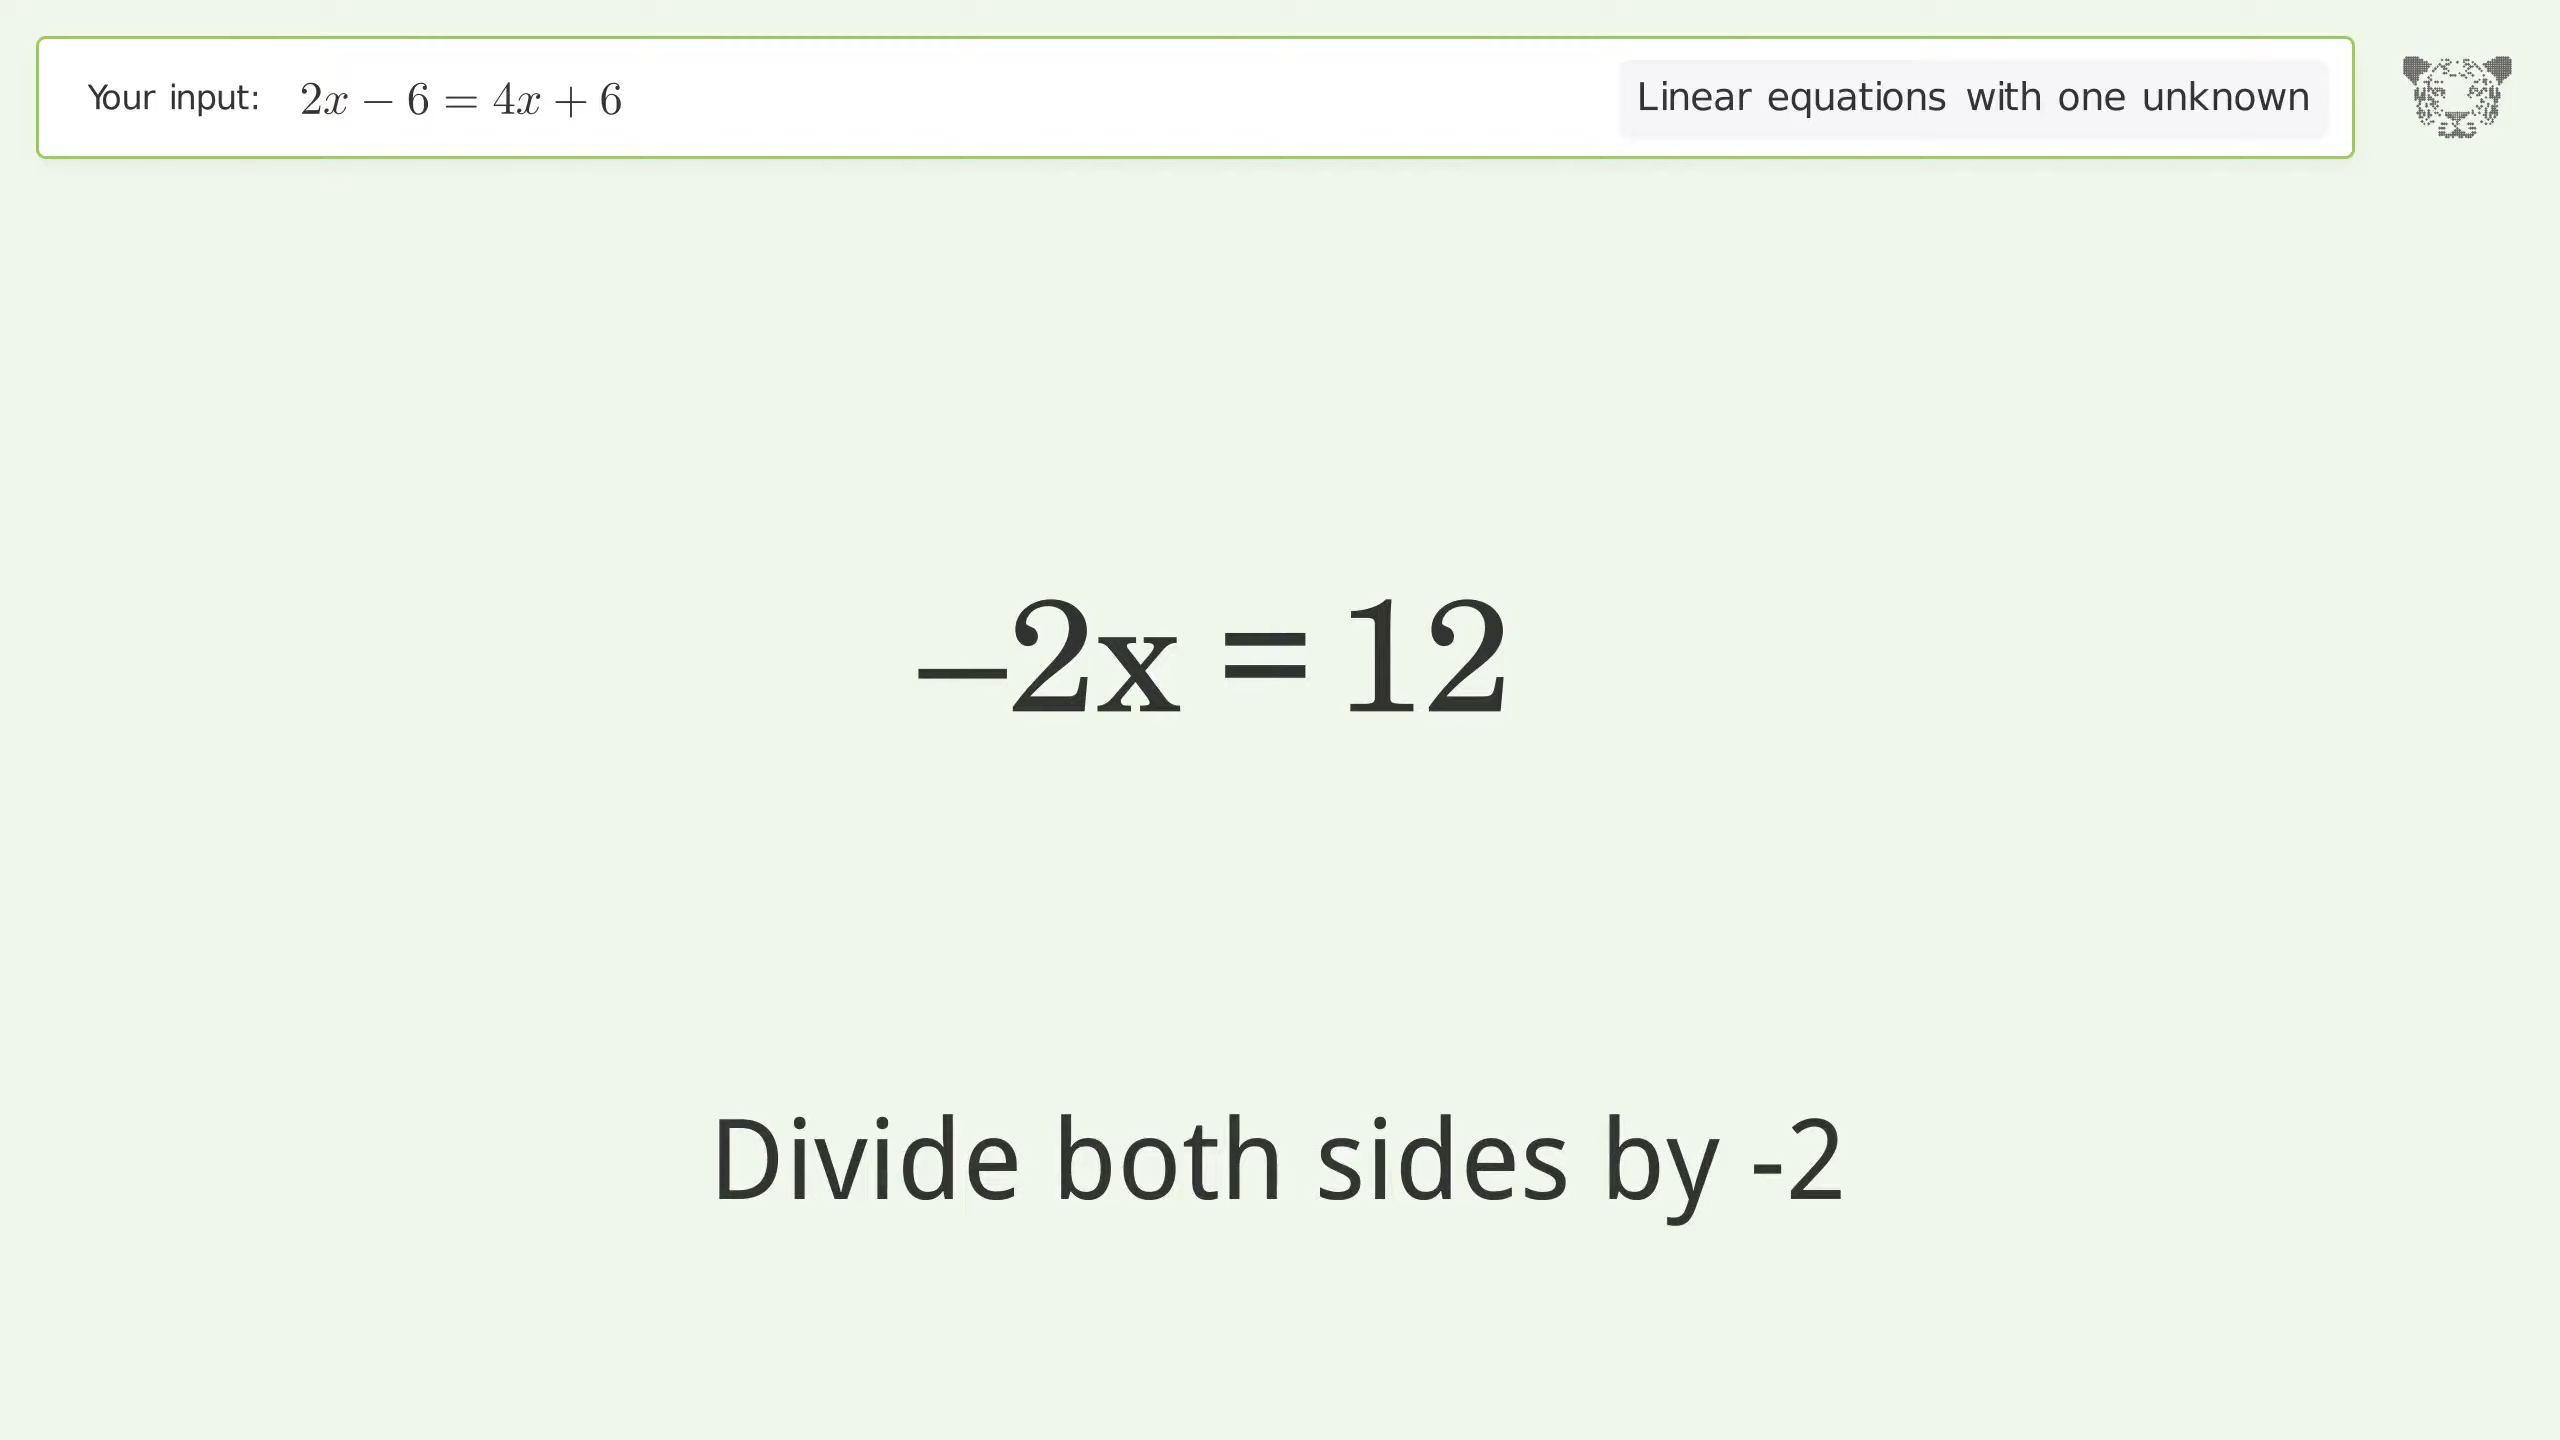 Your input: 2x − 6 = 4x + 6
Linear equations with one unknown
−2x = 12
Divide both sides by -2